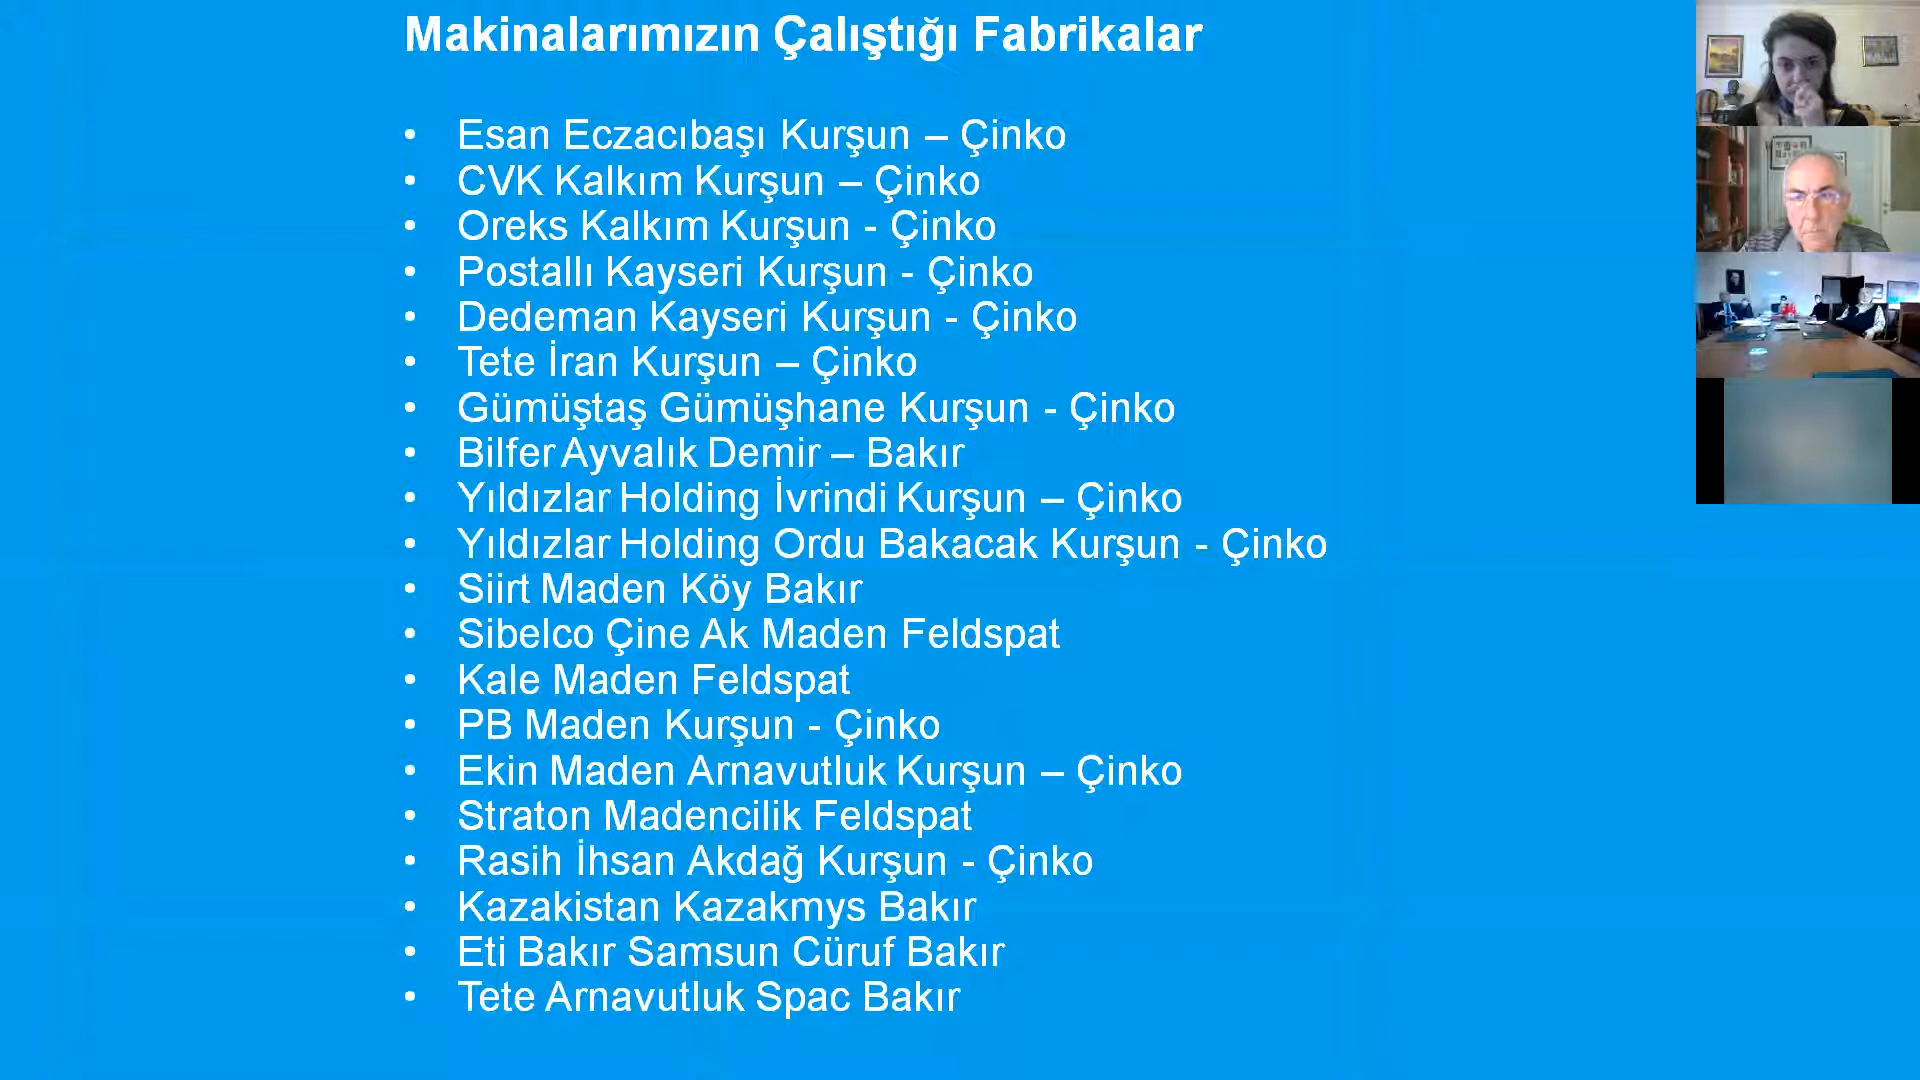 Makinalarımızın Çalıştığı Fabrikalar
• Esan Eczacıbaşı Kurşun – Çinko
• CVK Kalkım Kurşun – Çinko
• Oreks Kalkım Kurşun - Çinko
• Postallı Kayseri Kurşun - Çinko
• Dedeman Kayseri Kurşun - Çinko
• Tete İran Kurşun – Çinko
• Gümüştaş Gümüşhane Kurşun - Çinko
• Bilfer Ayvalık Demir – Bakır
• Yıldızlar Holding İvrindi Kurşun – Çinko
• Yıldızlar Holding Ordu Bakacak Kurşun - Çinko
• Siirt Maden Köy Bakır
• Sibelco Çine Ak Maden Feldspat
• Kale Maden Feldspat
• PB Maden Kurşun - Çinko
• Ekin Maden Arnavutluk Kurşun – Çinko
• Straton Madencilik Feldspat
• Rasih İhsan Akdağ Kurşun - Çinko
• Kazakistan Kazakmys Bakır
• Eti Bakır Samsun Cüruf Bakır
• Tete Arnavutluk Spac Bakır